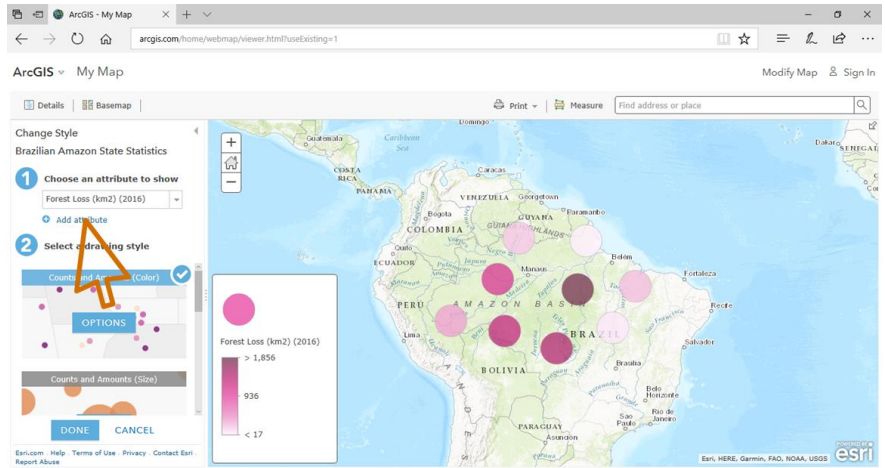 ArcGIS - My Map
arcgis.com/home/webmap/viewer.html?useExisting=1
ArcGIS My Map
Modify Map Sign In
Details Basemap
Print Measure Find address or place
Change Style
Brazilian Amazon State Statistics
1 Choose an attribute to show
Forest Loss (km2) (2016)
Add attribute
2 Select a drawing style
Counts and Amounts (Color)
OPTIONS
Counts and Amounts (Size)
DONE CANCEL
Esri.com . Help . Terms of Use . Privacy . Contact Esri .
Report Abuse
Forest Loss (km2) (2016)
> 1,856
936
< 17
Domingo
Guatemala
Caribbean
Sea
Dakar
SENEGAL
COSTA
RICA
Caracas
PANAMA
VENEZUELA
Georgetown
Paramaribo
Bogota
GUYANA
COLOMBIA
Quito
ECUADOR
Belém
Manaus
Fortaleza
PERU
AMAZON BASIN
Recife
Lima
BRAZIL
Salvador
BOLIVIA
Brasilia
Belo
Horizonte
Rio de
Janeiro
Sao
Paulo
PARAGUAY
Asuncion
Esri, HERE, Garmin, FAO, NOAA, USGS
POWERED BY
esri